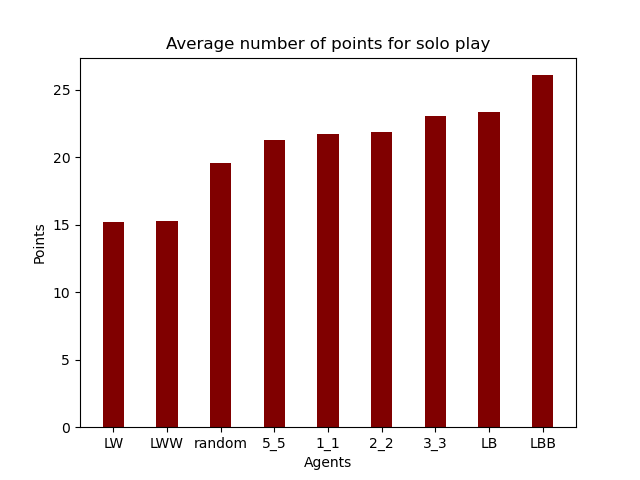 Average number of points for solo play
Points
25
20
15
10
5
0
LW LWW random 5_5 1_1 2_2 3_3 LB LBB
Agents